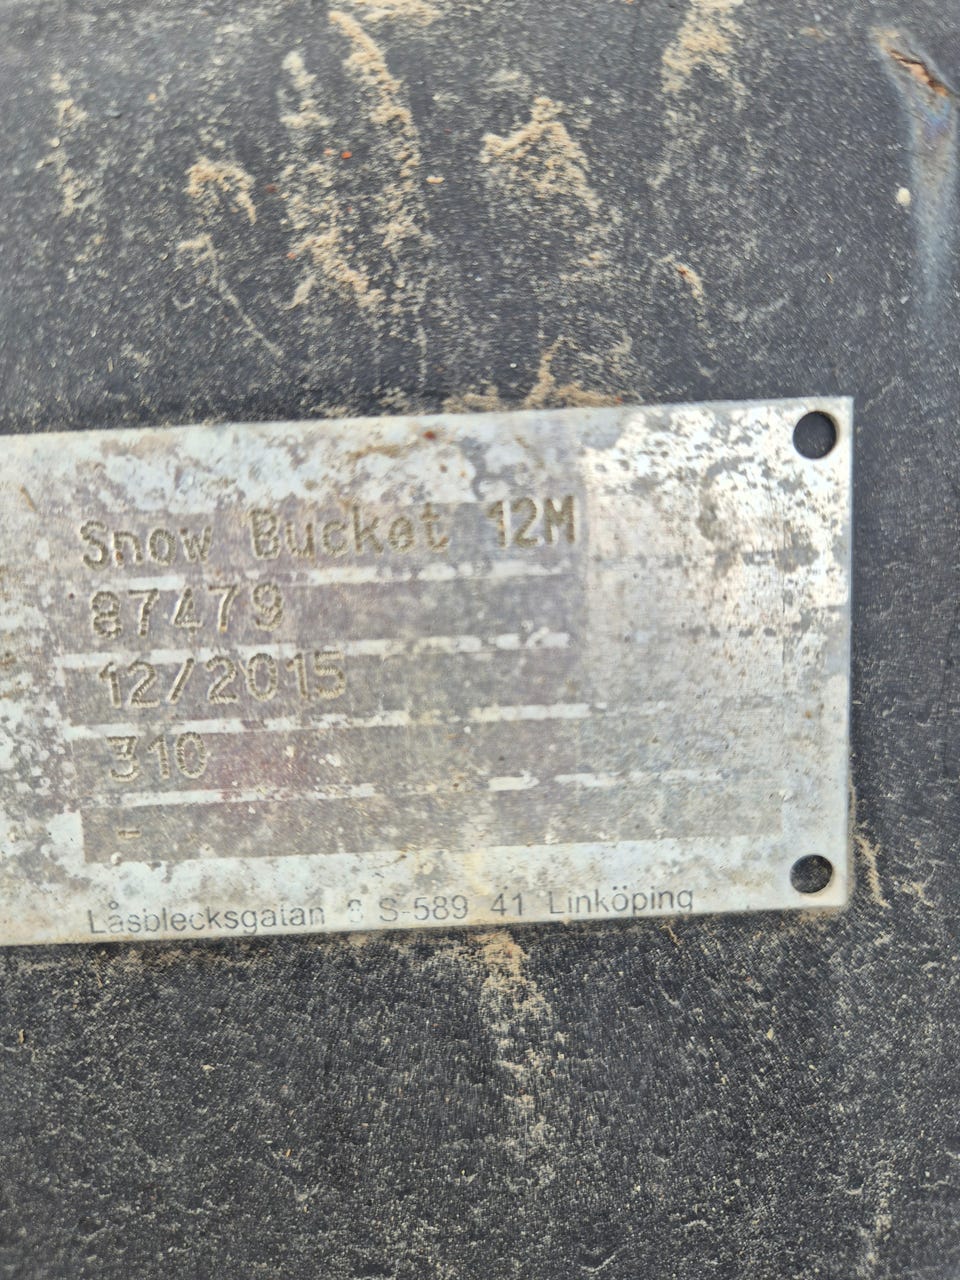 Snow Bucket 12M
87479
12/2015
310
-
Låsblecksgatan 8 S-589 41 Linköping